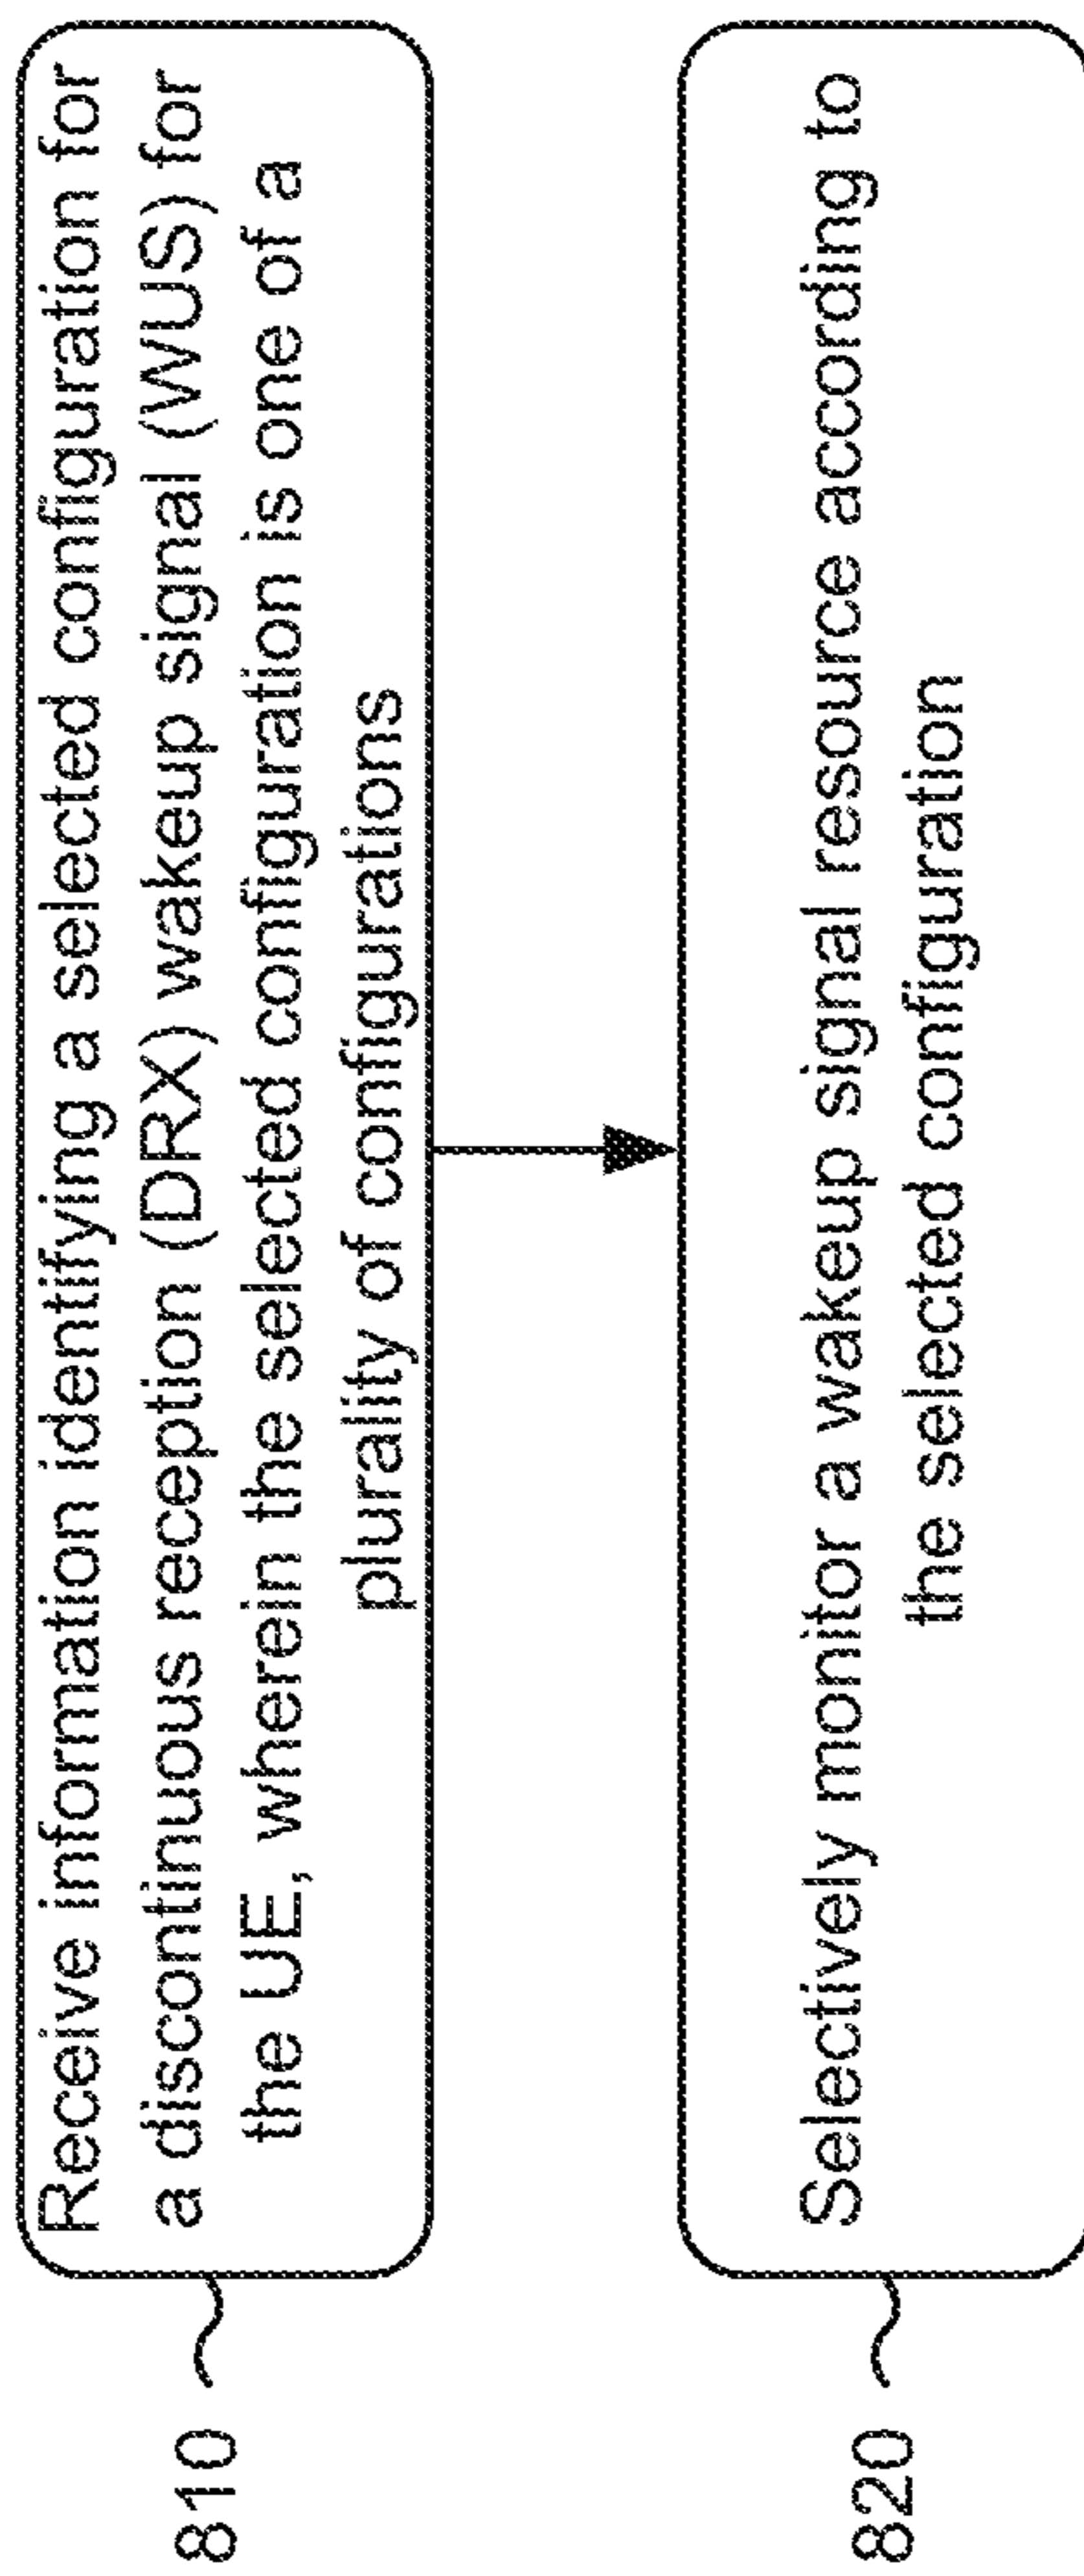 810
Receive information identifying a selected configuration for
a discontinuous reception (DRX) wakeup signal (WUS) for
the UE, wherein the selected configuration is one of a
plurality of configurations
820
Selectively monitor a wakeup signal resource according to
the selected configuration